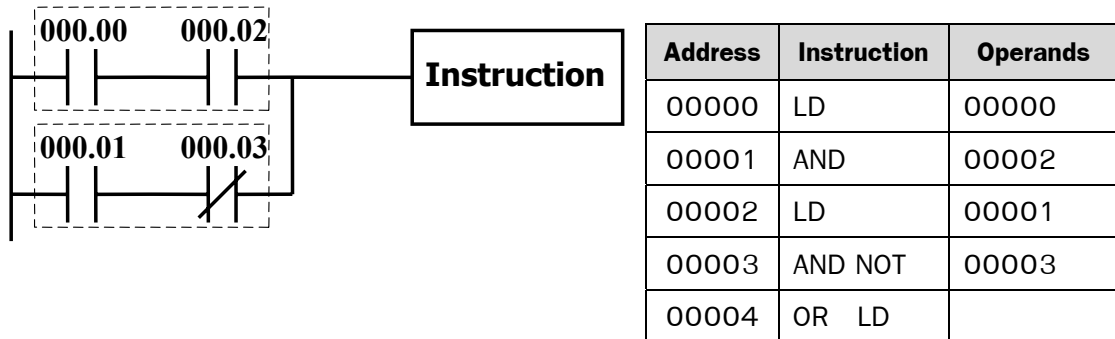 000.00 000.02
Instruction
000.01 000.03
Address Instruction Operands
00000 LD 00000
00001 AND 00002
00002 LD 00001
00003 AND NOT 00003
00004 OR LD